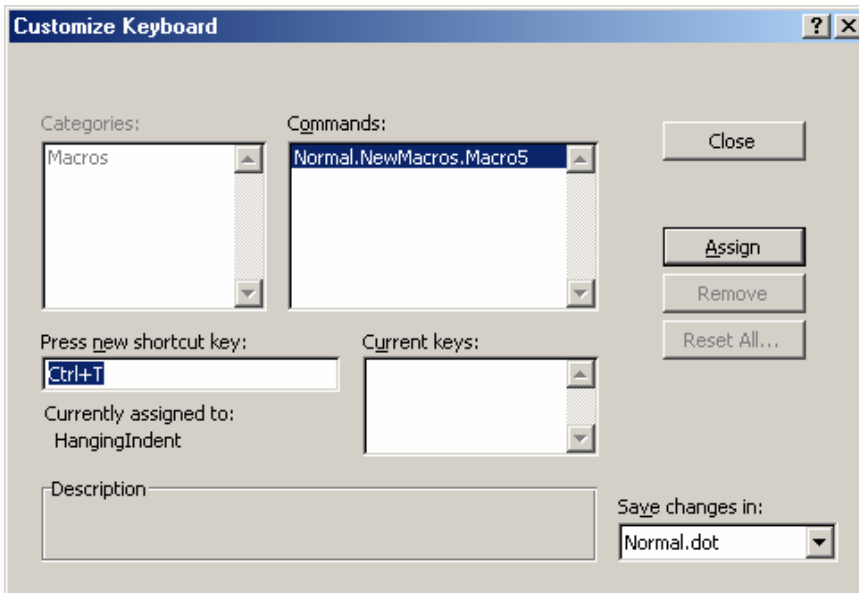 Customize Keyboard
Categories:
Commands:
Macros
Normal.NewMacros.Macro5
Close
Assign
Remove
Reset All...
Press new shortcut key:
Current keys:
Ctrl+T
Currently assigned to:
HangingIndent
Description
Save changes in:
Normal.dot